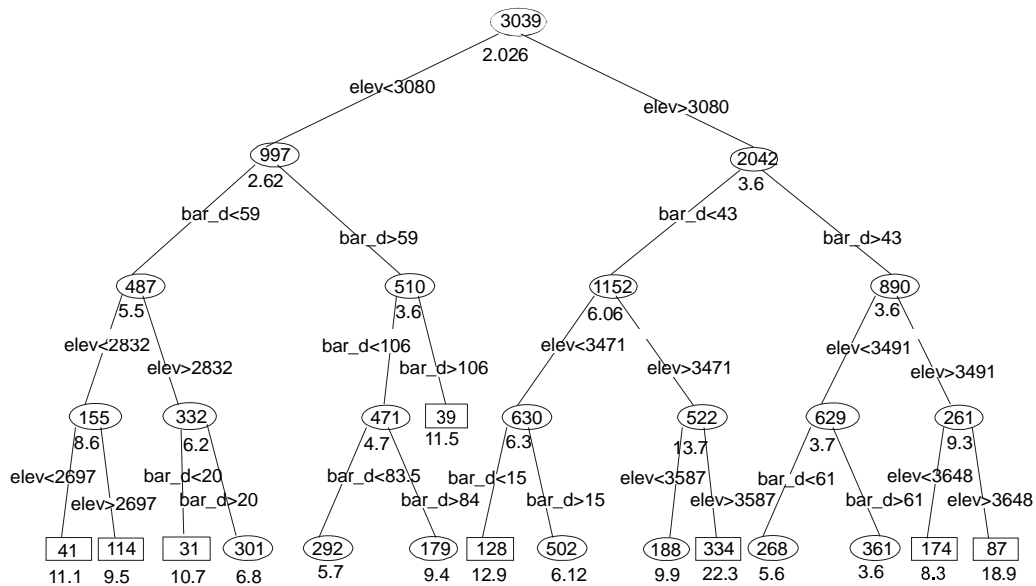 3039
2.026
elev<3080
elev>3080
997
2042
2.62
3.6
bar_d<59
bar_d<43
bar_d>59
bar_d>43
487
510
1152
890
5.5
3.6
6.06
3.6
elev<2832
bar_d<106
elev<3471
elev<3491
elev>2832
bar_d>106
elev>3471
elev>3491
155
332
471
39
630
522
629
261
8.6
6.2
4.7
11.5
6.3
13.7
3.7
9.3
elev<2697
bar_d<20
bar_d<83.5
bar_d<15
elev<3587
bar_d<61
elev<3648
elev>2697
bar_d>20
bar_d>84
bar_d>15
elev>3587
bar_d>61
elev>3648
41
114
31
301
292
179
128
502
188
334
268
361
174
87
11.1
9.5
10.7
6.8
5.7
9.4
12.9
6.12
9.9
22.3
5.6
3.6
8.3
18.9